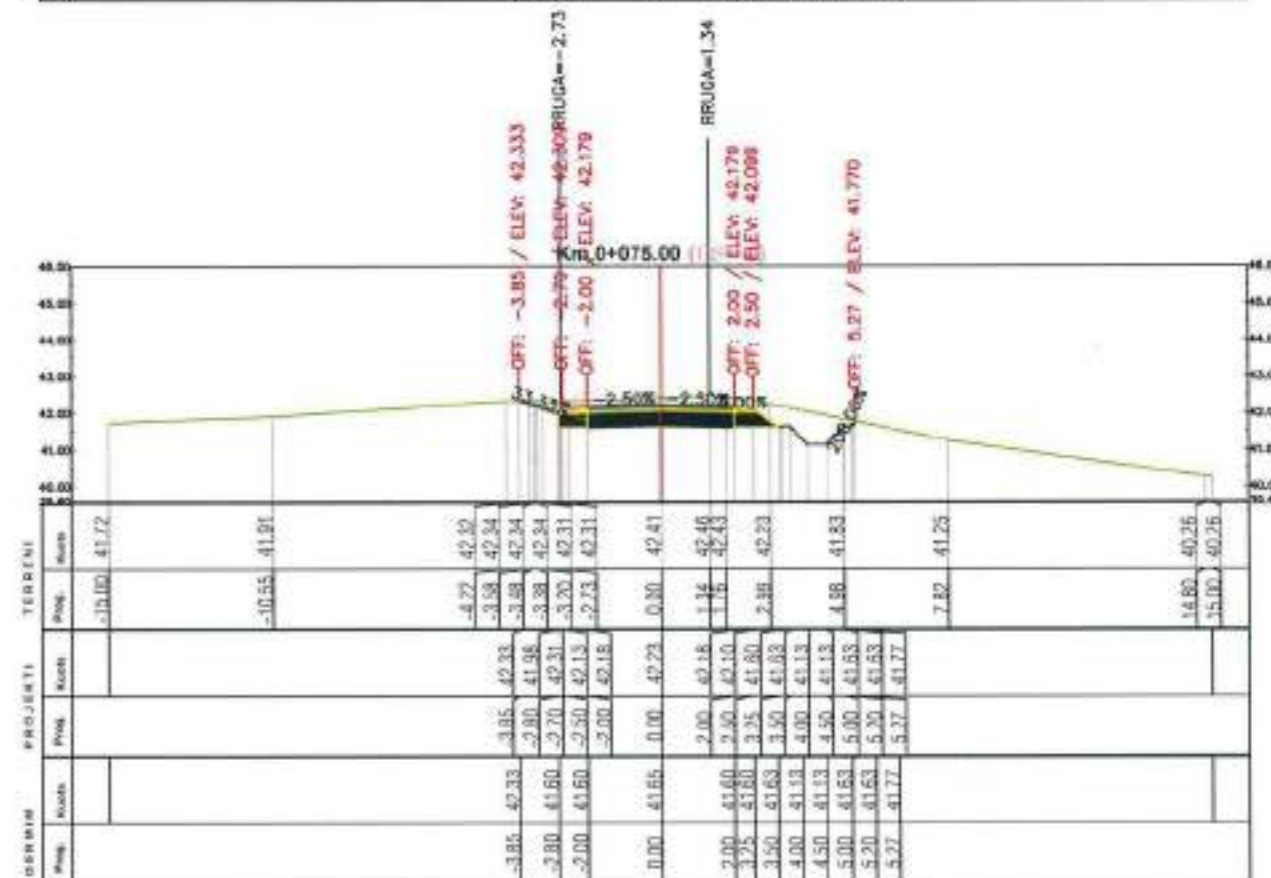 RRUGA=-2.73
RRUGA=1.34
OFF: -3.85 / ELEV: 42.333
OFF: -2.70 / ELEV: 42.309
OFF: -2.00 / ELEV: 42.179
OFF: 2.00 / ELEV: 42.179
OFF: 2.50 / ELEV: 42.099
OFF: 5.27 / ELEV: 41.770
Km 0+075.00
45.00
44.00
43.00
42.00
41.00
40.00
-2.50% -2.50%
TERRENI
Kuota 41.72 41.91 42.32 42.34 42.34 42.34 42.31 42.31 42.41 42.46 42.43 42.23 41.83 41.25 40.26 40.26
Prog. -15.00 -10.55 -4.22 -3.58 -3.48 -3.38 -3.20 -2.73 0.00 1.34 1.76 2.98 4.98 7.82 14.80 15.00
PROJEKTI
Kuota 42.33 41.98 42.31 42.13 42.18 42.23 42.18 42.10 41.60 41.63 41.13 41.13 41.63 41.63 41.77
Prog. -3.85 -2.80 -2.70 -2.50 -2.00 0.00 2.00 2.50 3.25 3.50 4.00 4.50 5.00 5.20 5.27
GERMIM
Kuota 42.33 41.60 41.60 41.65 41.60 41.60 41.63 41.13 41.13 41.63 41.63 41.77
Prog. -3.85 -2.80 -2.00 0.00 2.00 3.25 3.50 4.00 4.50 5.00 5.20 5.27